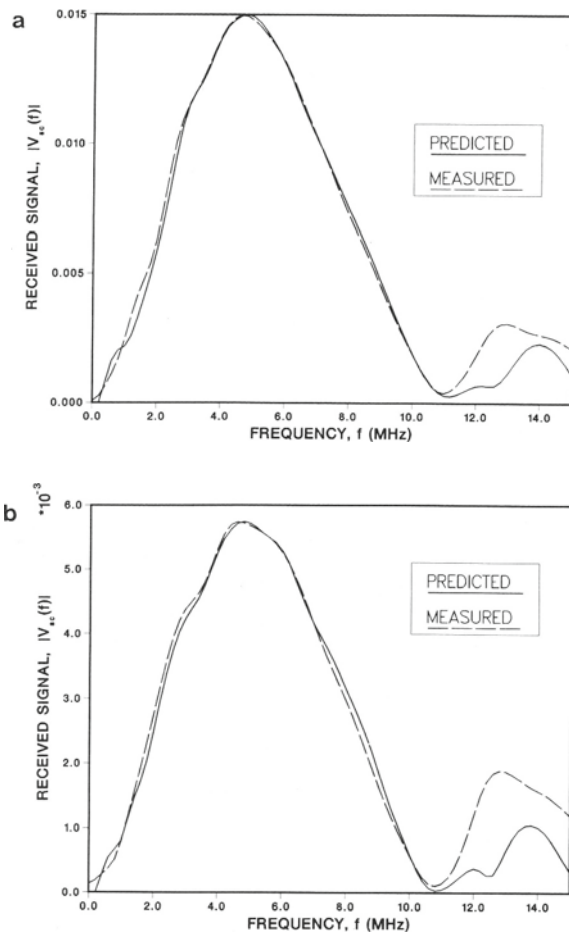 a
0.015
0.010
0.005
0.000
RECEIVED SIGNAL, |V_sc(f)|
PREDICTED
MEASURED
0.0 2.0 4.0 6.0 8.0 10.0 12.0 14.0
FREQUENCY, f (MHz)
b
*10^-3
6.0
5.0
4.0
3.0
2.0
1.0
0.0
RECEIVED SIGNAL, |V_sc(f)|
PREDICTED
MEASURED
0.0 2.0 4.0 6.0 8.0 10.0 12.0 14.0
FREQUENCY, f (MHz)